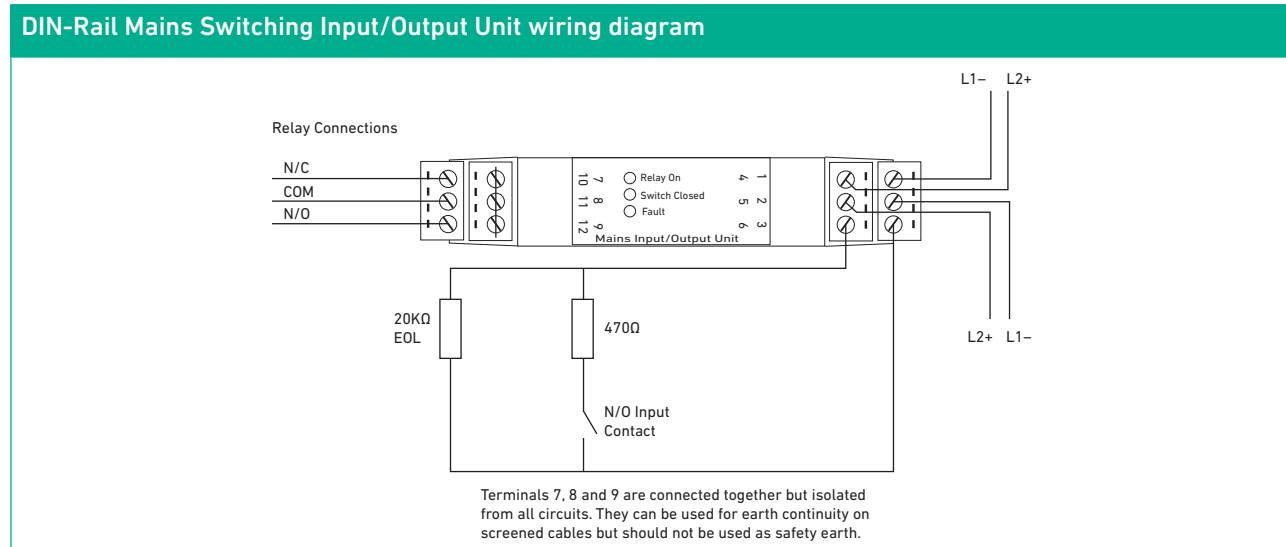 DIN-Rail Mains Switching Input/Output Unit wiring diagram
L1– L2+
Relay Connections
N/C
COM
N/O
10 7
11 8
12 9
Relay On
Switch Closed
Fault
4 1
5 2
6 3
Mains Input/Output Unit
20KΩ
EOL
470Ω
L2+ L1–
N/O Input
Contact
Terminals 7, 8 and 9 are connected together but isolated
from all circuits. They can be used for earth continuity on
screened cables but should not be used as safety earth.